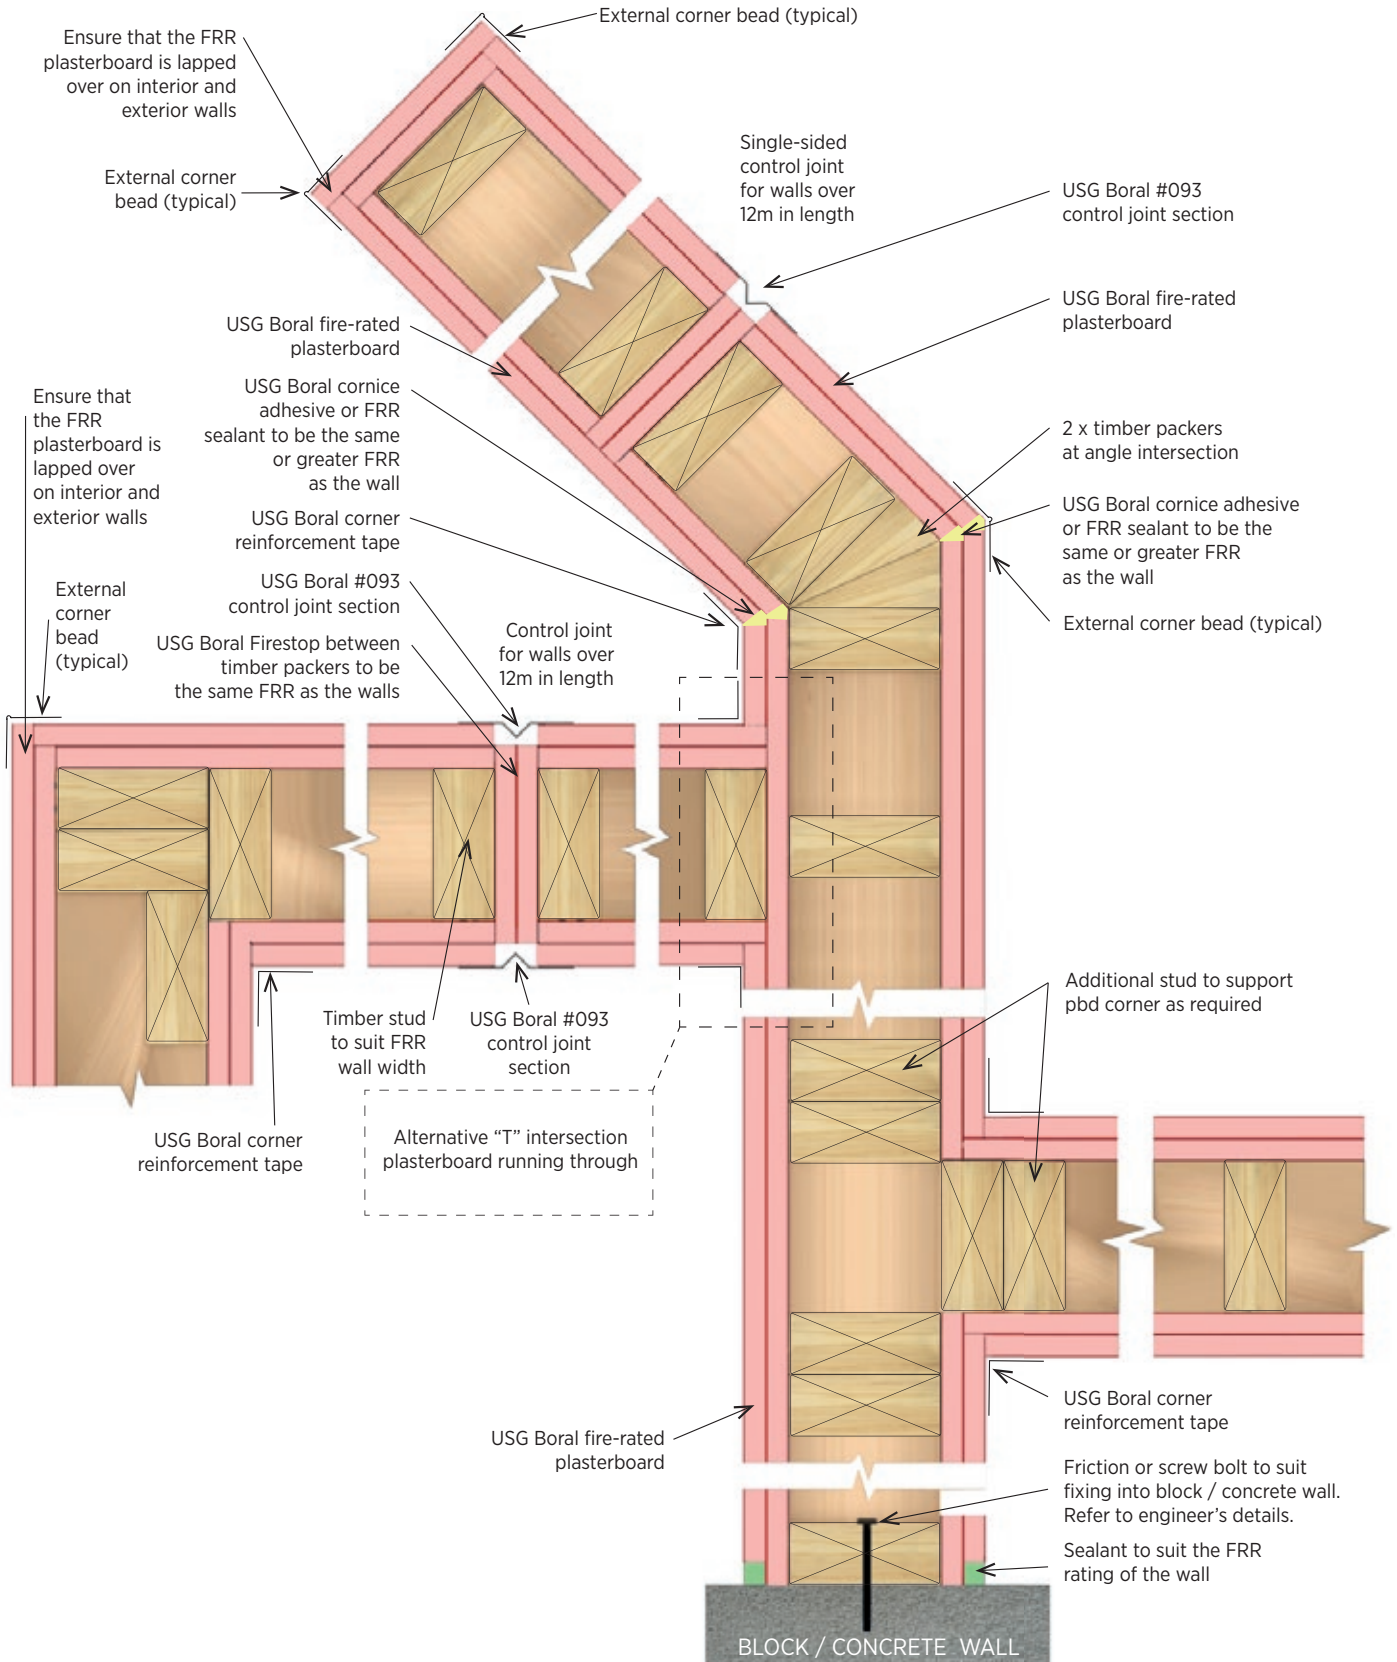 External corner bead (typical)
Ensure that the FRR
plasterboard is lapped
over on interior and
exterior walls
External corner
bead (typical)
Single-sided
control joint
for walls over
12m in length
USG Boral #093
control joint section
USG Boral fire-rated
plasterboard
USG Boral fire-rated
plasterboard
USG Boral cornice
adhesive or FRR
sealant to be the same
or greater FRR
as the wall
Ensure that
the FRR
plasterboard is
lapped over
on interior and
exterior walls
2 x timber packers
at angle intersection
USG Boral cornice adhesive
or FRR sealant to be the
same or greater FRR
as the wall
USG Boral corner
reinforcement tape
External
corner
bead
(typical)
USG Boral #093
control joint section
Control joint
for walls over
12m in length
External corner bead (typical)
USG Boral Firestop between
timber packers to be
the same FRR as the walls
Additional stud to support
pbd corner as required
Timber stud
to suit FRR
wall width
USG Boral #093
control joint
section
USG Boral corner
reinforcement tape
Alternative “T” intersection
plasterboard running through
USG Boral corner
reinforcement tape
USG Boral fire-rated
plasterboard
Friction or screw bolt to suit
fixing into block / concrete wall.
Refer to engineer’s details.
Sealant to suit the FRR
rating of the wall
BLOCK / CONCRETE WALL